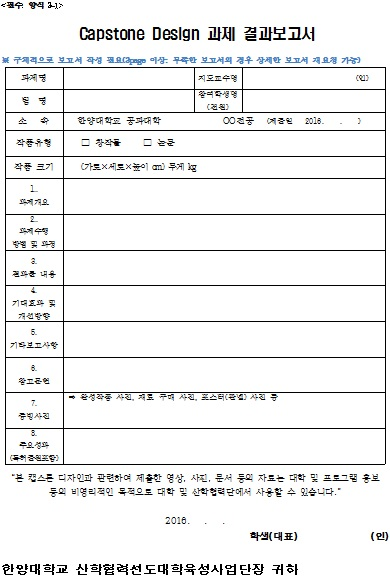 <필수: 양식 3-1>
Capstone Design 과제 결과보고서
※ 구체적으로 보고서 작성 필요(3page 이상: 부족한 보고서의 경우 상세한 보고서 재요청 가능)
과제명 지도교수명 (인)
팀 명 참여학생명
(전원)
소 속 한양대학교 공과대학 OO전공 (제출일 2016. . . )
작품유형 □ 창작물 □ 논문
작품 크기 (가로×세로×높이 cm) 무게 kg
1.
과제개요
2.
과제수행
방법 및 과정
3.
결과물 내용
4.
기대효과 및
개선방향
5.
기타보고사항
6.
참고문헌
7.
증빙사진
⇒ 완성작품 사진, 재료 구매 사진, 포스터(판넬) 사진 등
8.
주요성과
(특허출원포함)
"본 캡스톤 디자인과 관련하여 제출한 영상, 사진, 문서 등의 자료는 대학 및 프로그램 홍보
등의 비영리적인 목적으로 대학 및 산학협력단에서 사용할 수 있습니다."
2016. . .
학생(대표) (인)
한양대학교 산학협력선도대학육성사업단장 귀하